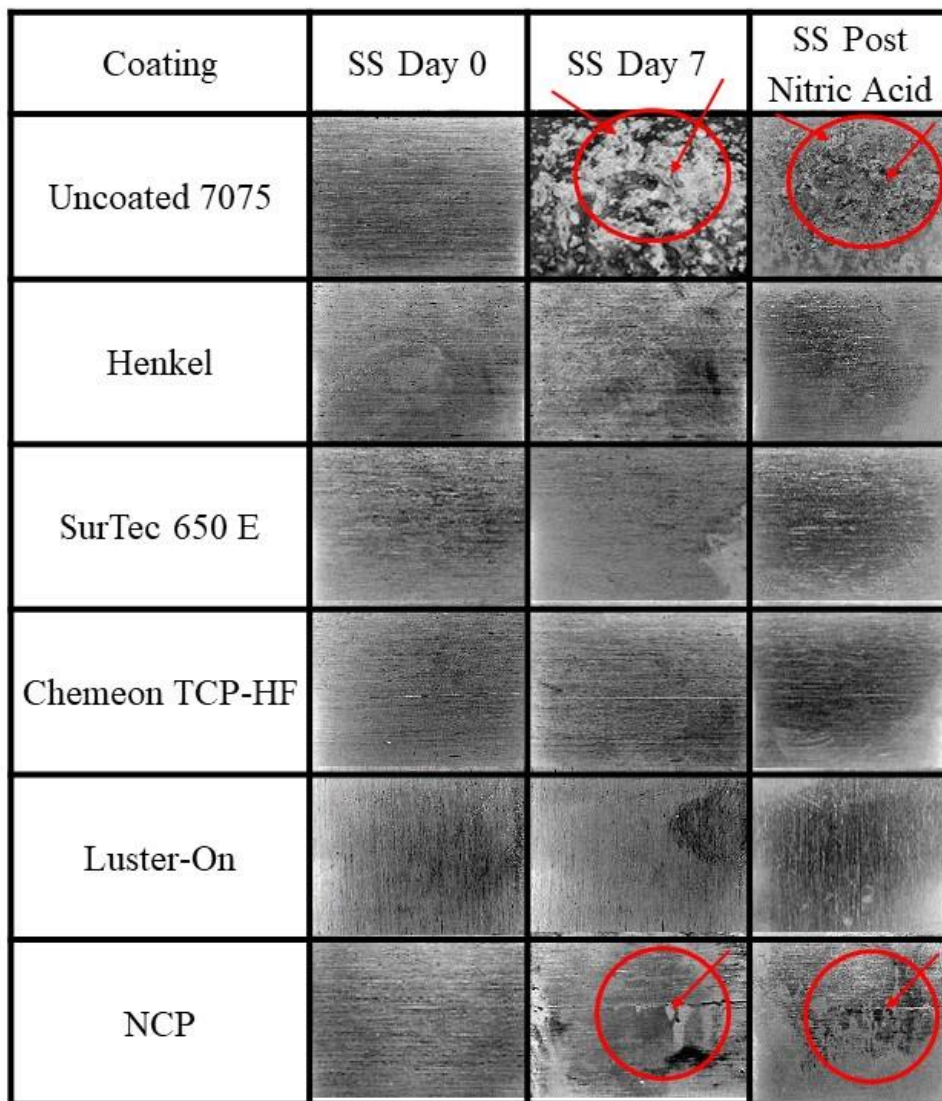 Coating
SS Day 0
SS Day 7
SS Post
Nitric Acid
Uncoated 7075
Henkel
SurTec 650 E
Chemeon TCP-HF
Luster-On
NCP